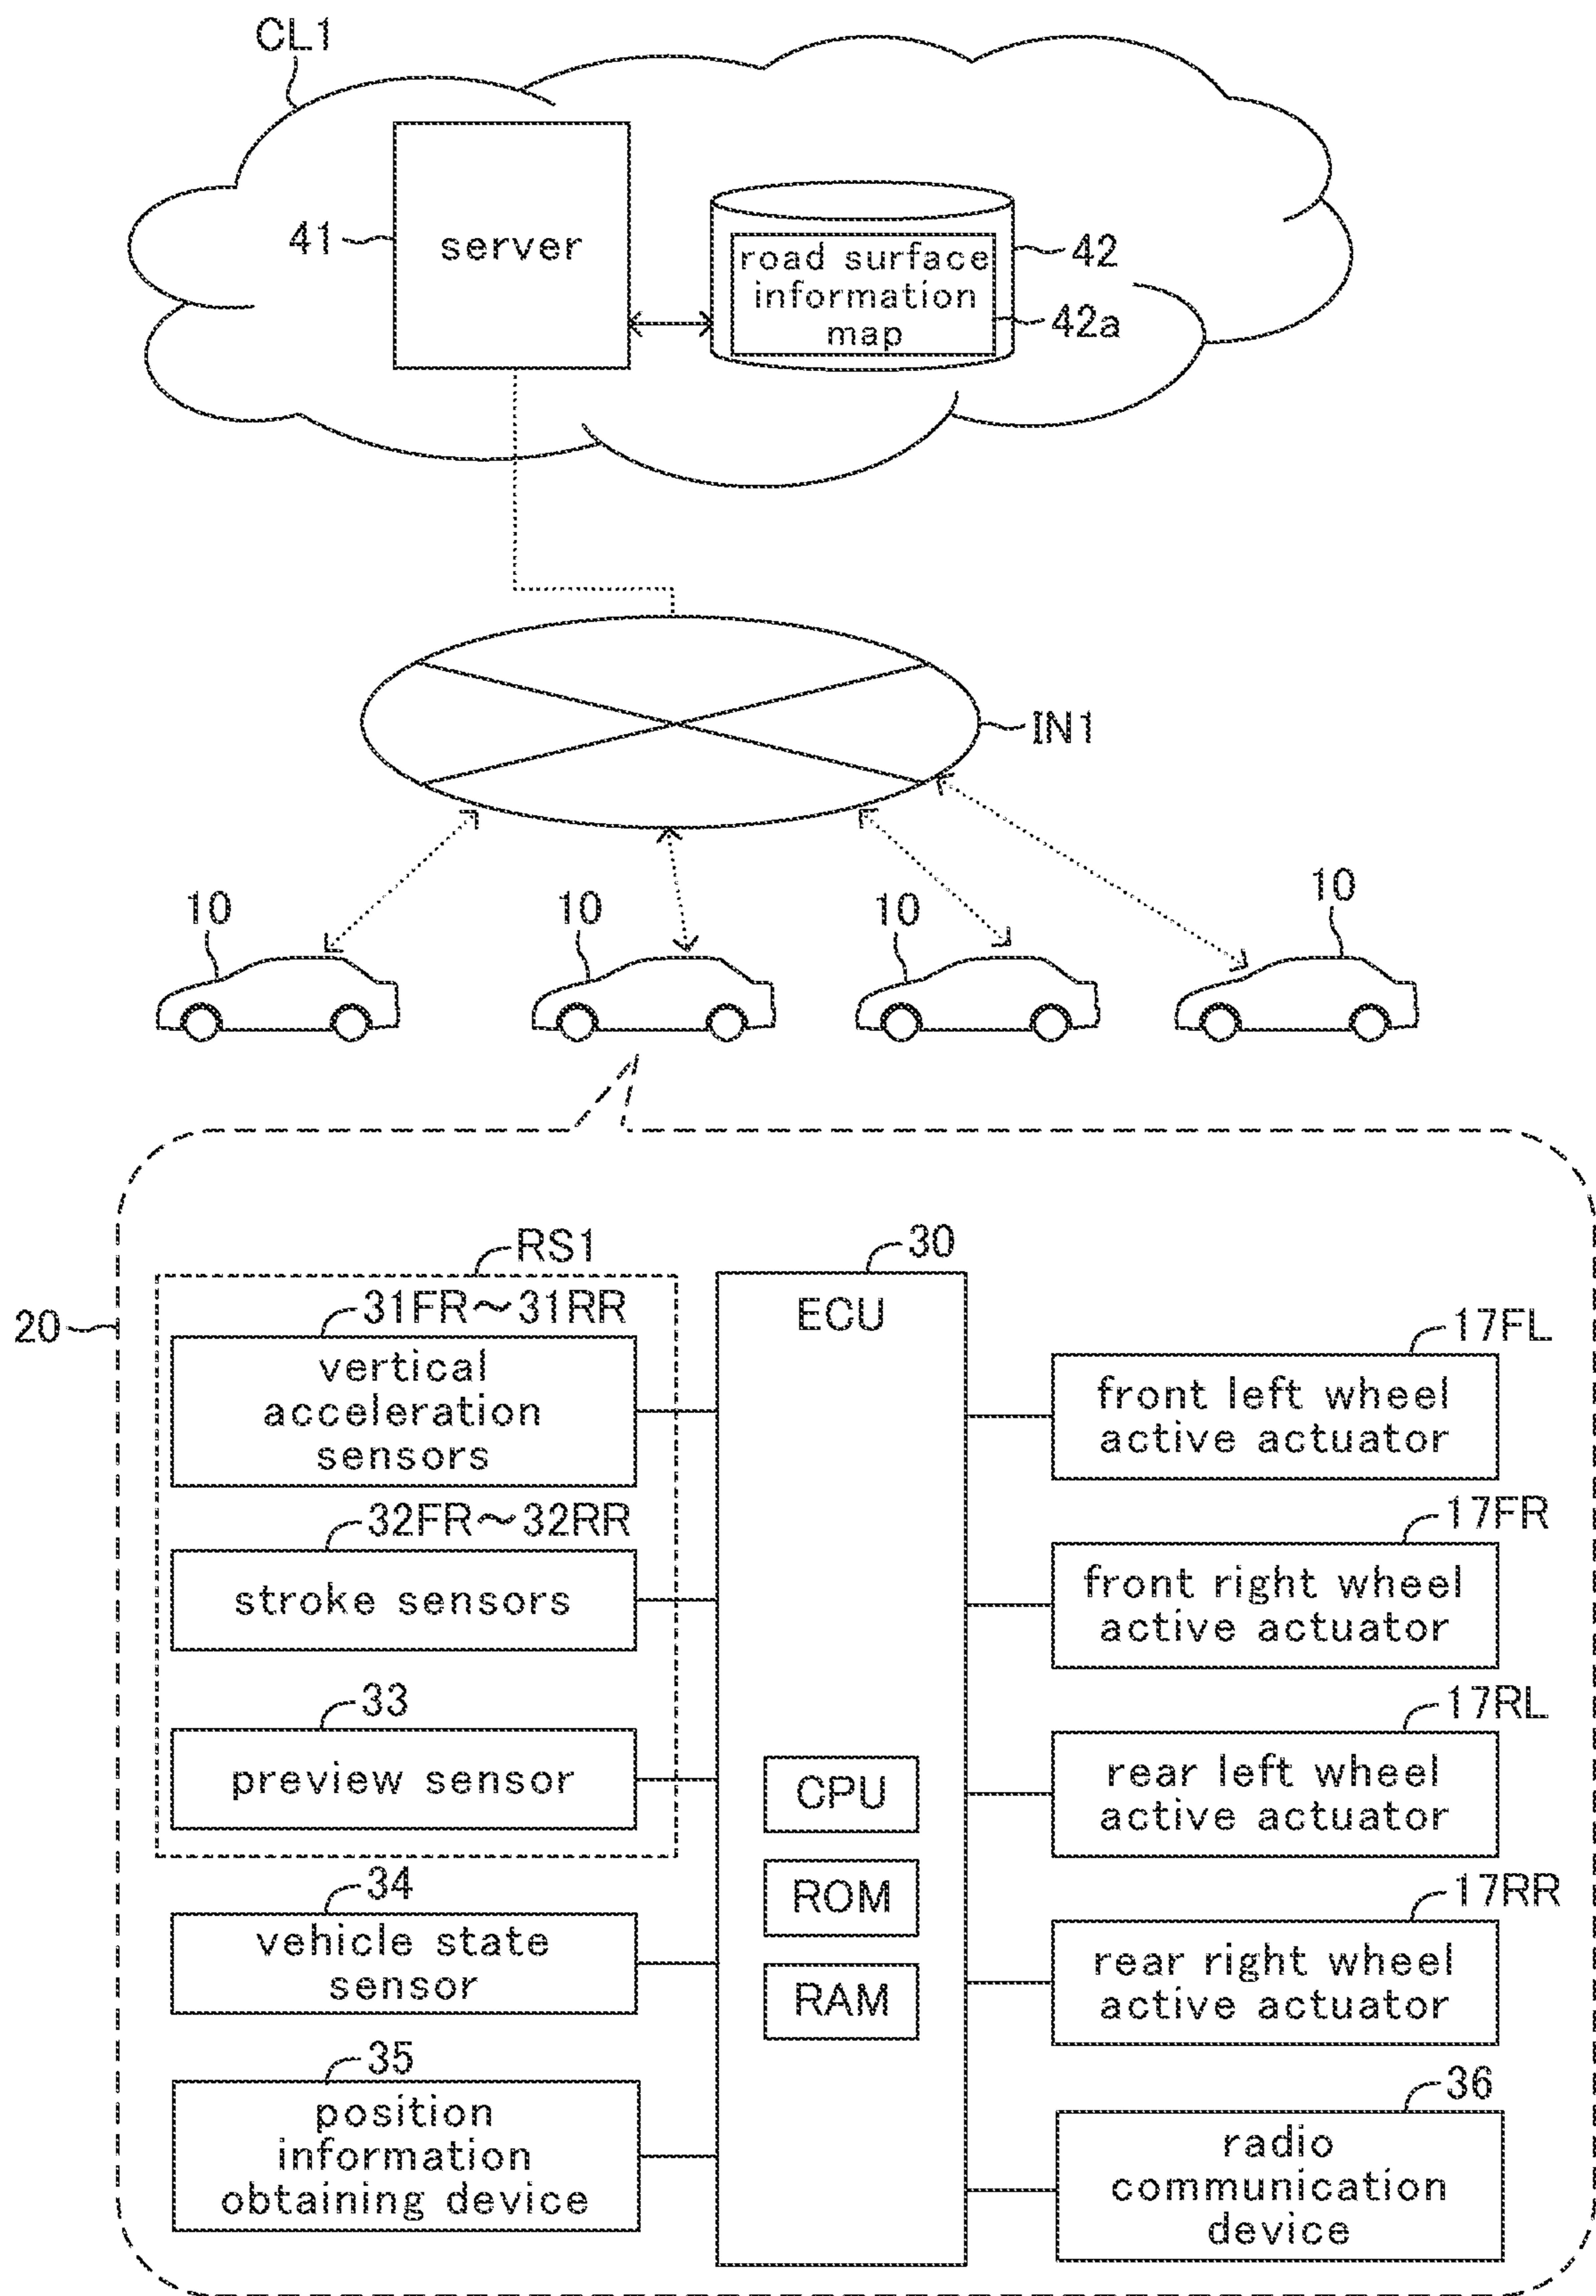 CL1
41
server
road surface
information
map
42
42a
IN1
10
10
10
10
20
RS1
31FR～31RR
vertical
acceleration
sensors
32FR～32RR
stroke sensors
33
preview sensor
34
vehicle state
sensor
35
position
information
obtaining device
30
ECU
CPU
ROM
RAM
17FL
front left wheel
active actuator
17FR
front right wheel
active actuator
17RL
rear left wheel
active actuator
17RR
rear right wheel
active actuator
36
radio
communication
device